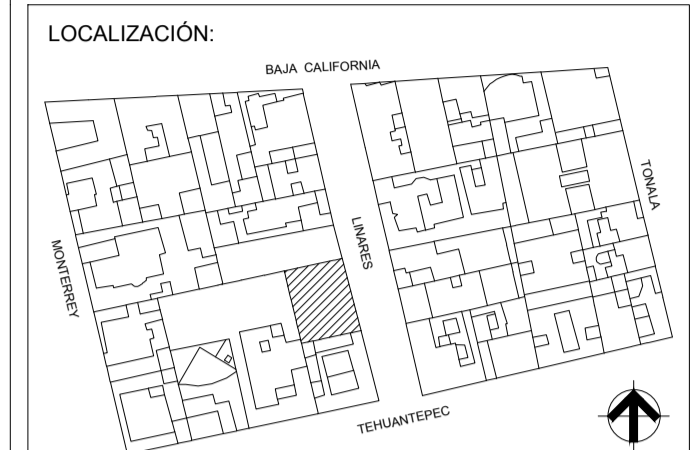 LOCALIZACIÓN:
BAJA CALIFORNIA
MONTERREY
LINARES
TONALA
TEHUANTEPEC